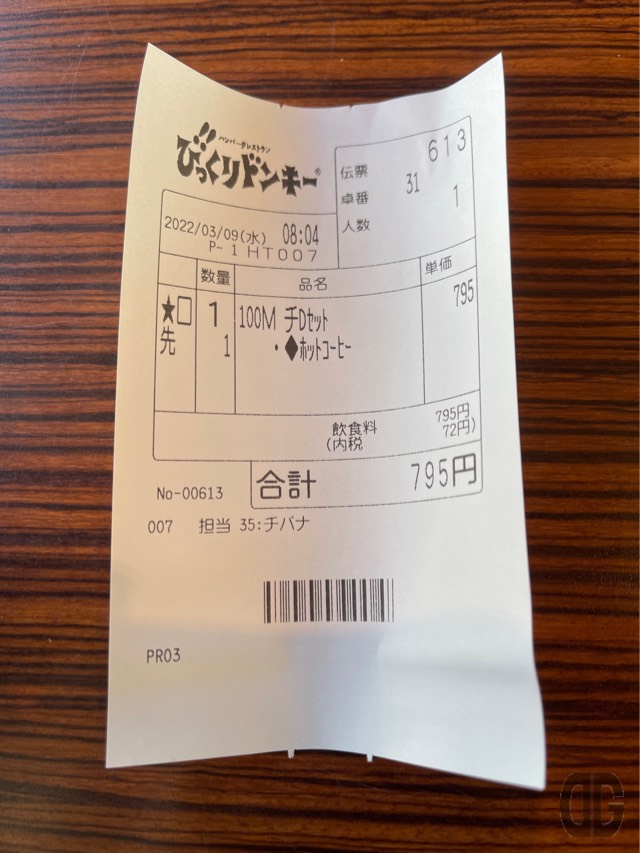 ハンバーグレストラン
びっくりドンキー®
伝票 613
卓番 31
人数 1
2022/03/09(水) 08:04
P- 1 HT007
数量 品名 単価
★□ 1 100M チDセット 795
先 1 ・◆ホットコーヒー
飲食料 795円
(内税 72円)
合計 795円
No-00613
007 担当 35:チバナ
PR03